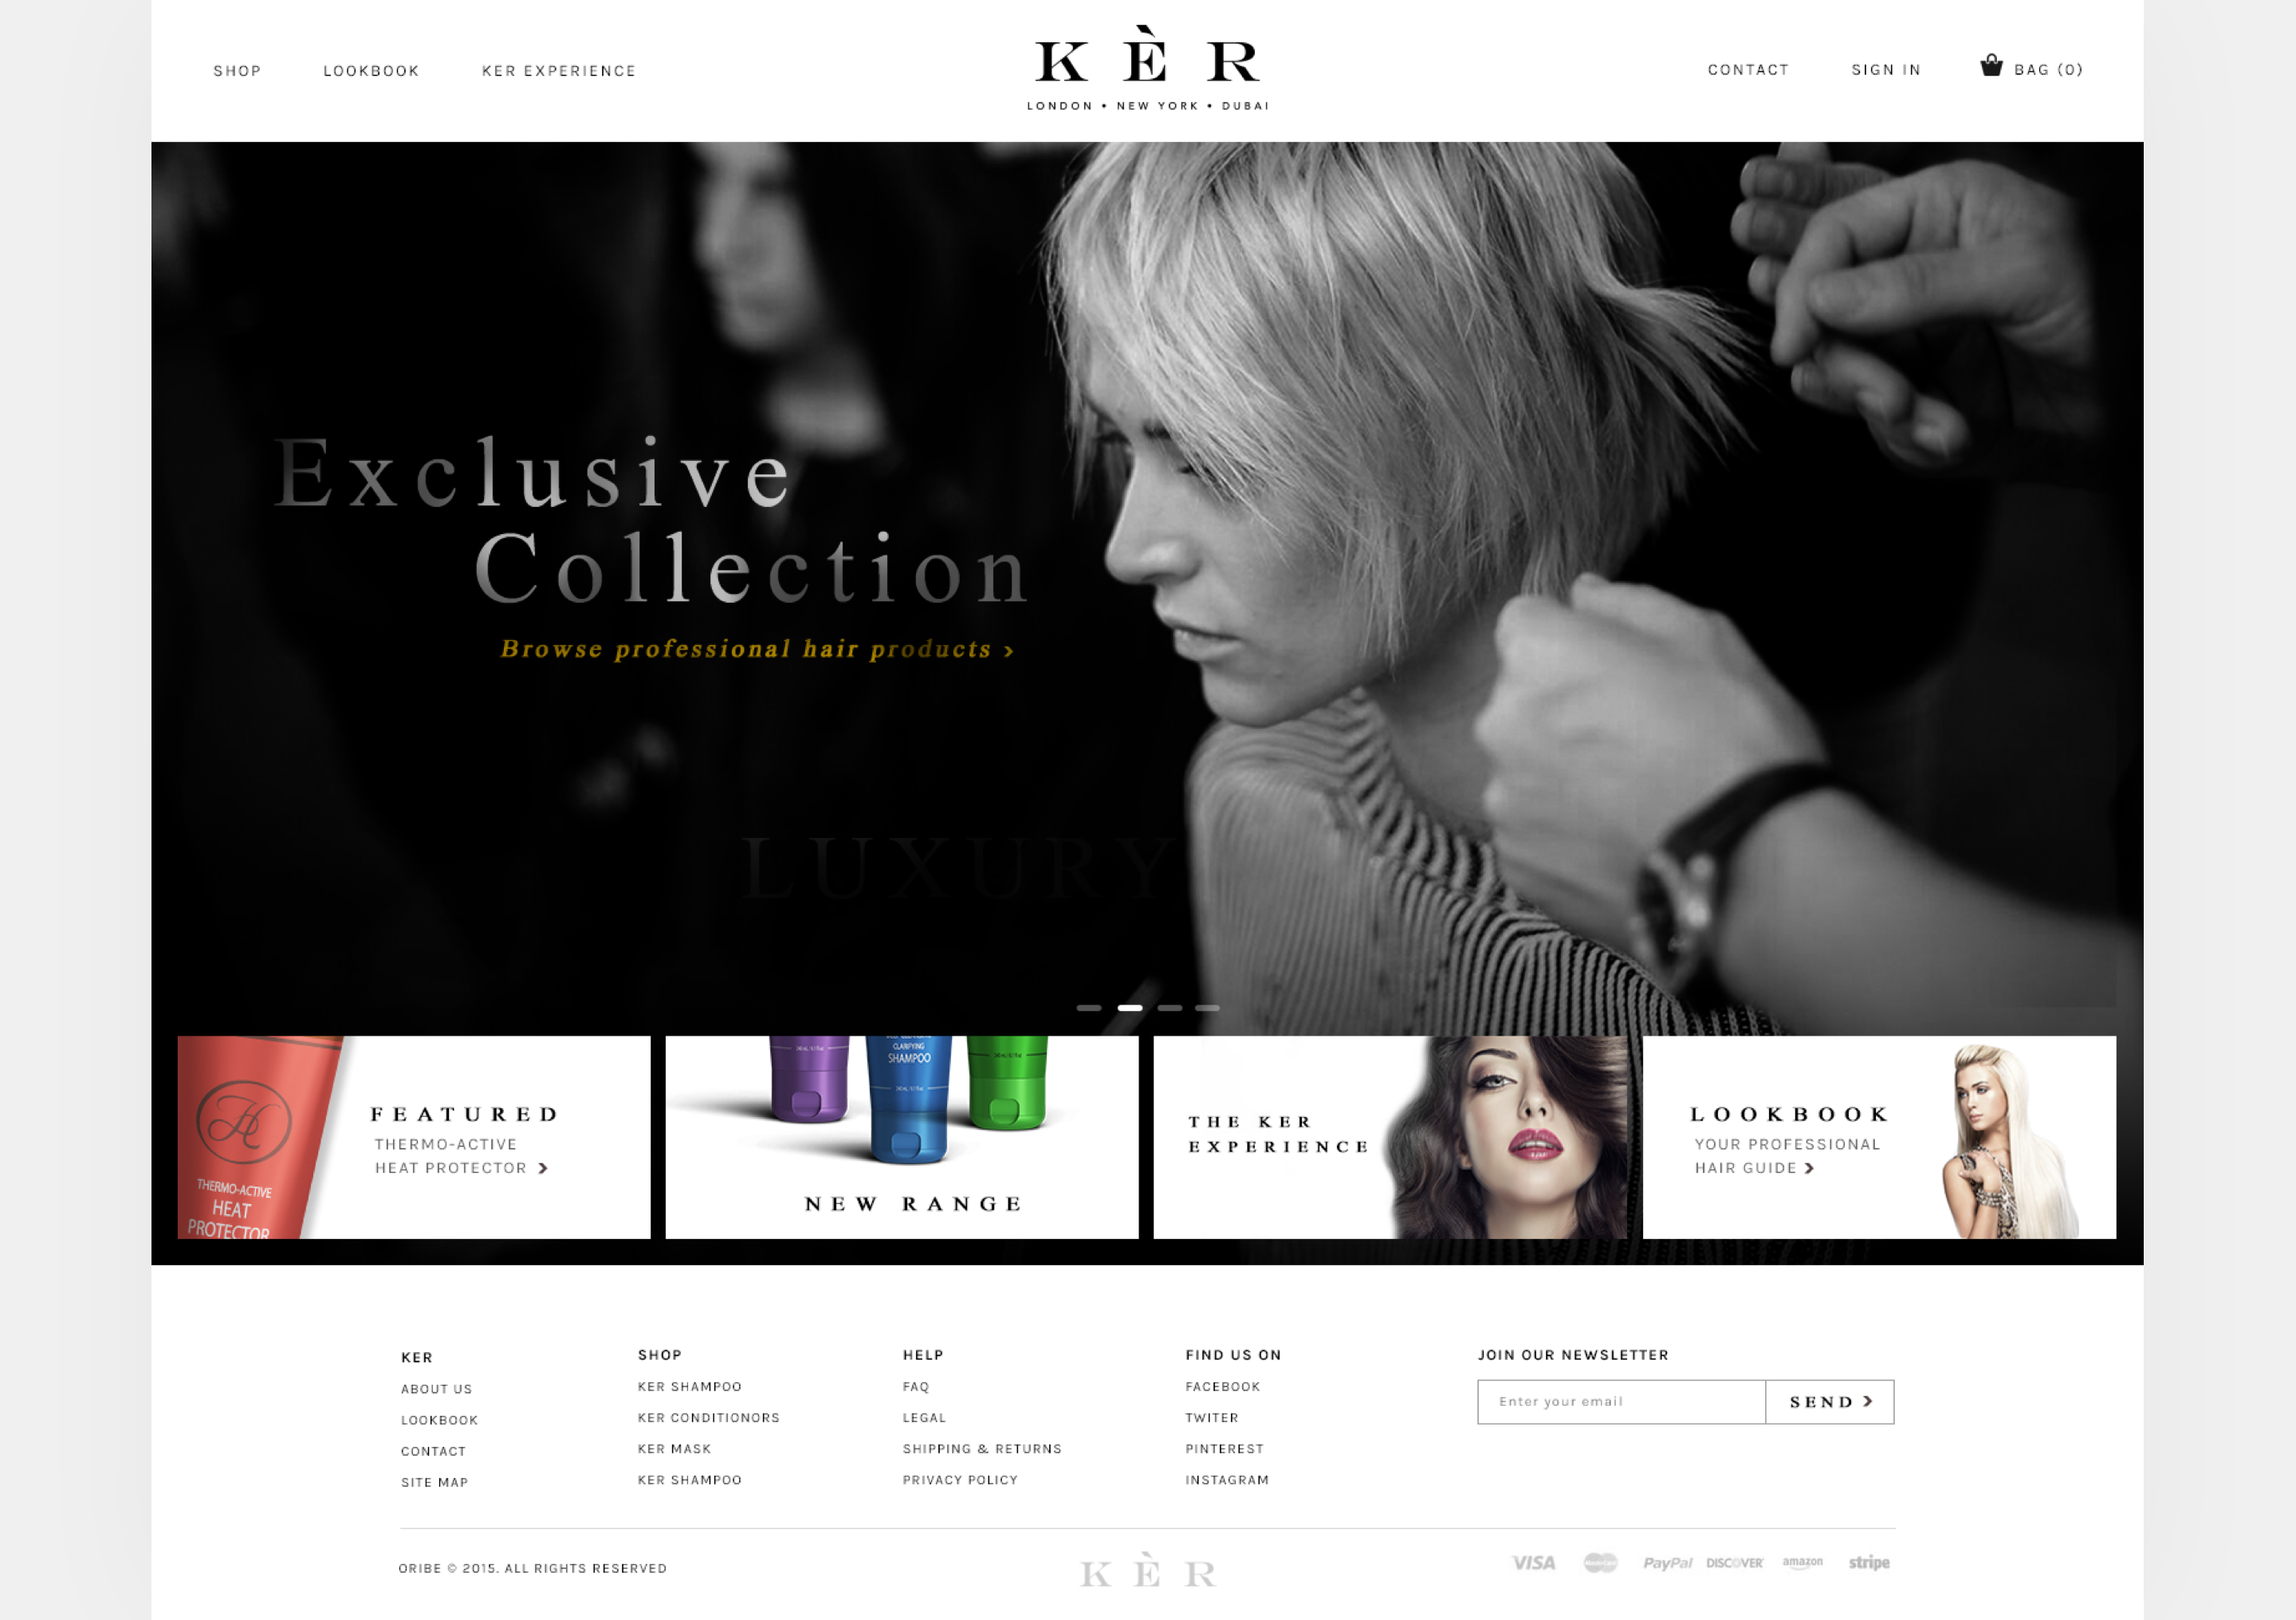 SHOP
LOOKBOOK
KER EXPERIENCE
KÈR
LONDON • NEW YORK • DUBAI
CONTACT
SIGN IN
BAG (0)
Exclusive
Collection
Browse professional hair products ›
LUXURY
THERMO-ACTIVE
HEAT
PROTECTOR
FEATURED
THERMO-ACTIVE
HEAT PROTECTOR ›
CLARIFYING
SHAMPOO
NEW RANGE
THE KER
EXPERIENCE
LOOKBOOK
YOUR PROFESSIONAL
HAIR GUIDE ›
KER
ABOUT US
LOOKBOOK
CONTACT
SITE MAP
SHOP
KER SHAMPOO
KER CONDITIONORS
KER MASK
KER SHAMPOO
HELP
FAQ
LEGAL
SHIPPING & RETURNS
PRIVACY POLICY
FIND US ON
FACEBOOK
TWITER
PINTEREST
INSTAGRAM
JOIN OUR NEWSLETTER
Enter your email
SEND ›
ORIBE © 2015. ALL RIGHTS RESERVED
KÈR
VISA
MasterCard
PayPal
DISCOVER
amazon
stripe